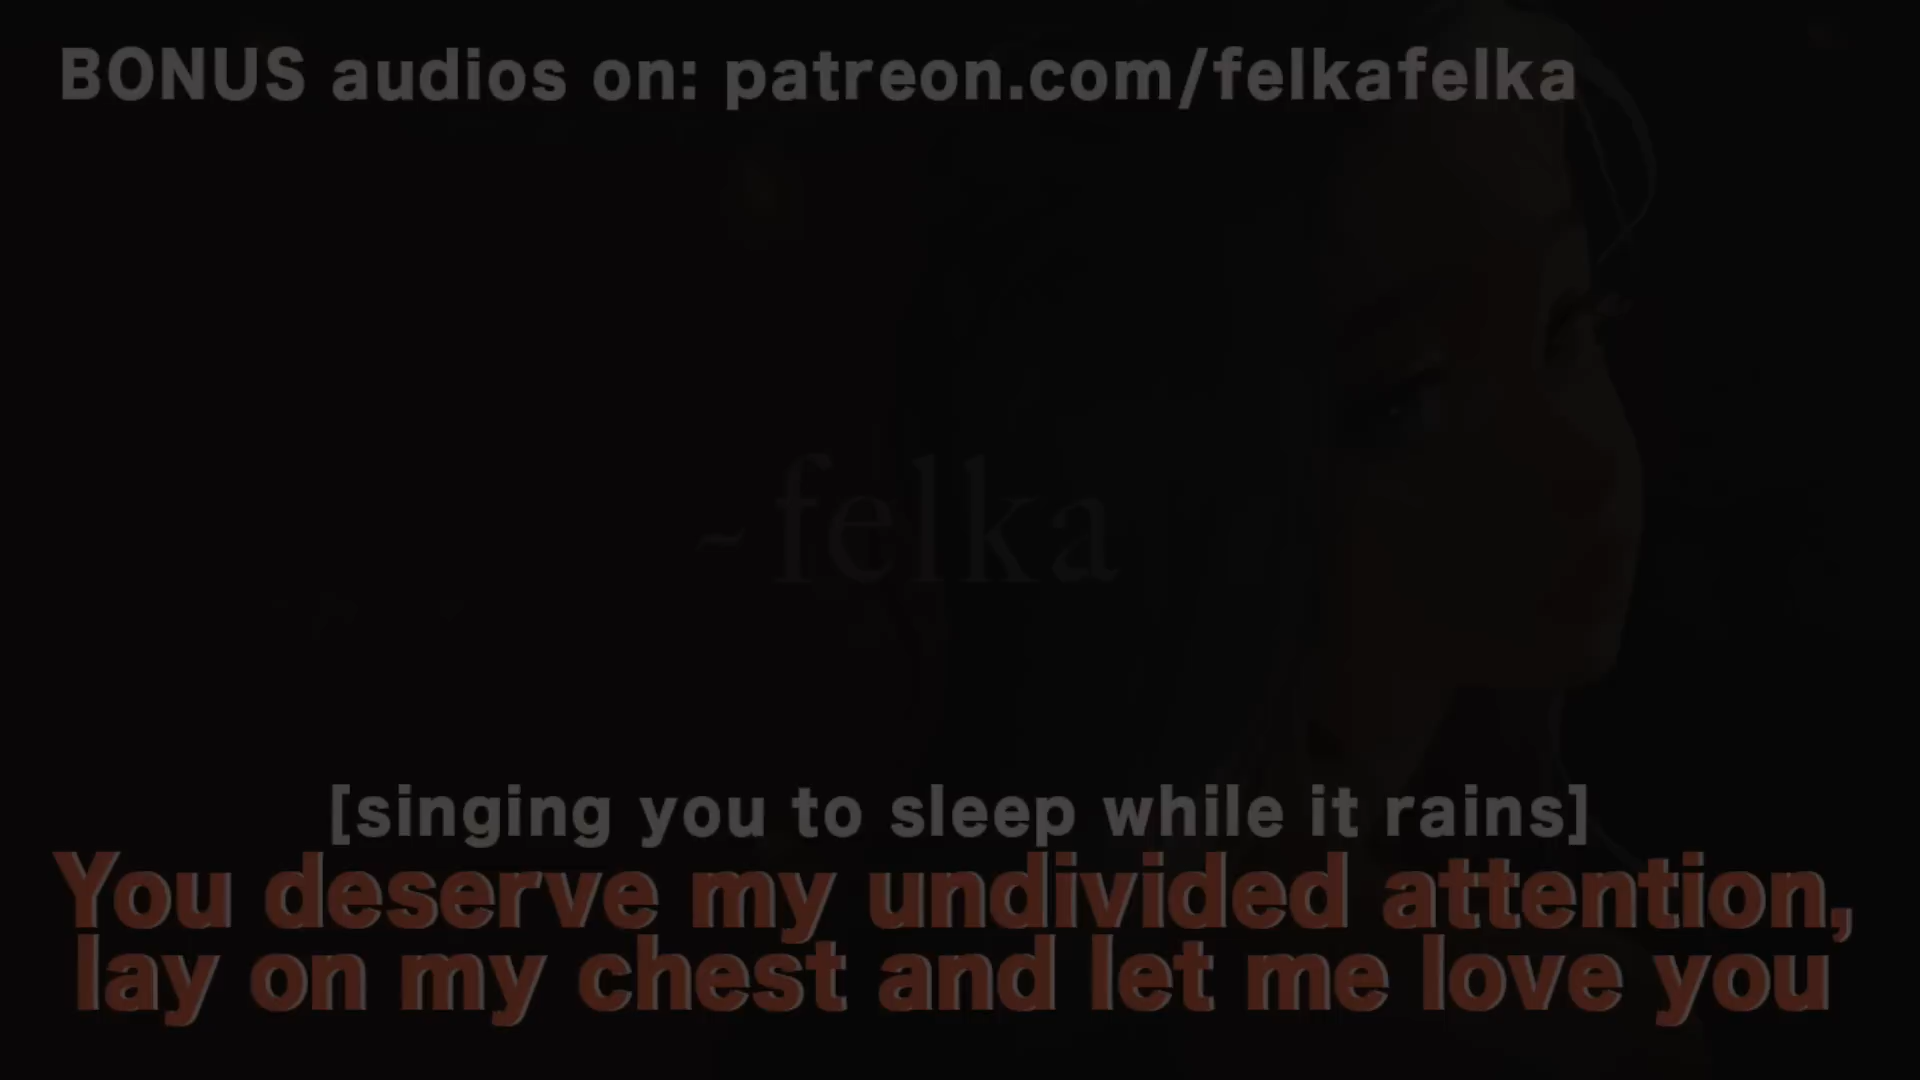 BONUS audios on: patreon.com/felkafelka
~felka
[singing you to sleep while it rains]
You deserve my undivided attention,
lay on my chest and let me love you